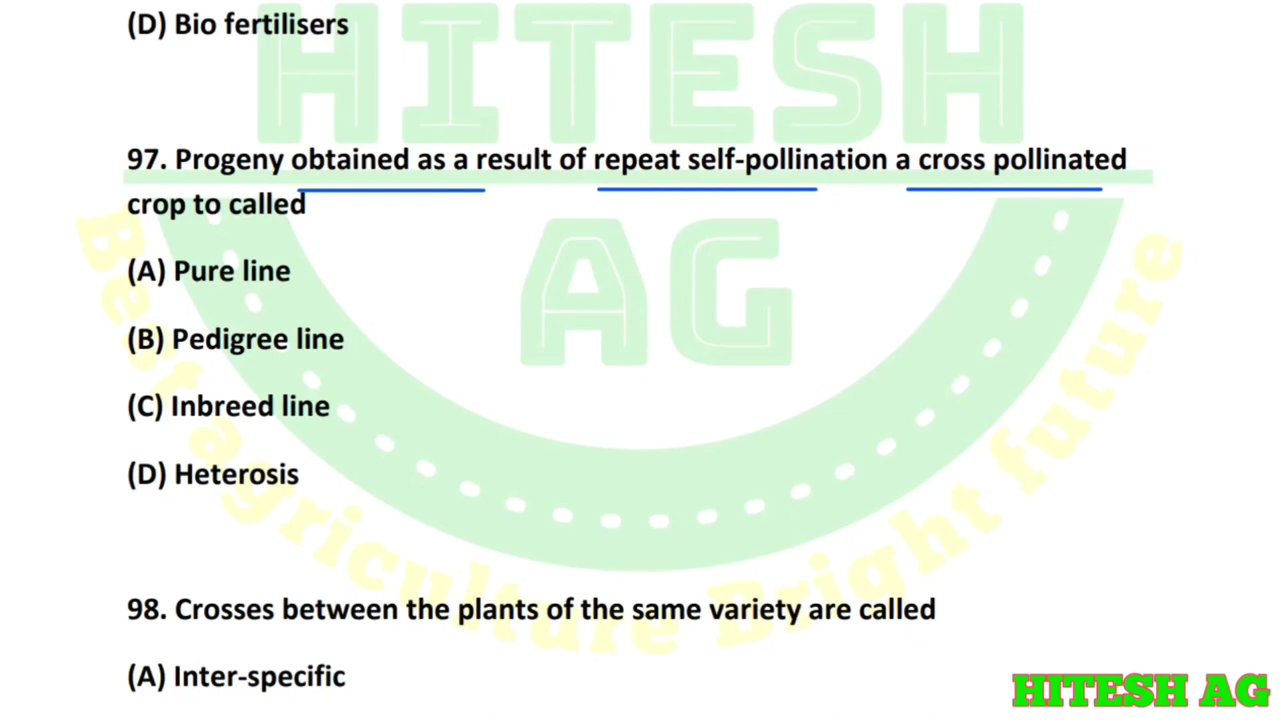 (D) Bio fertilisers
HITESH
97. Progeny obtained as a result of repeat self-pollination a cross pollinated
crop to called
AG
(A) Pure line
(B) Pedigree line
(C) Inbreed line
(D) Heterosis
Best agriculture Bright future
98. Crosses between the plants of the same variety are called
(A) Inter-specific
HITESH AG